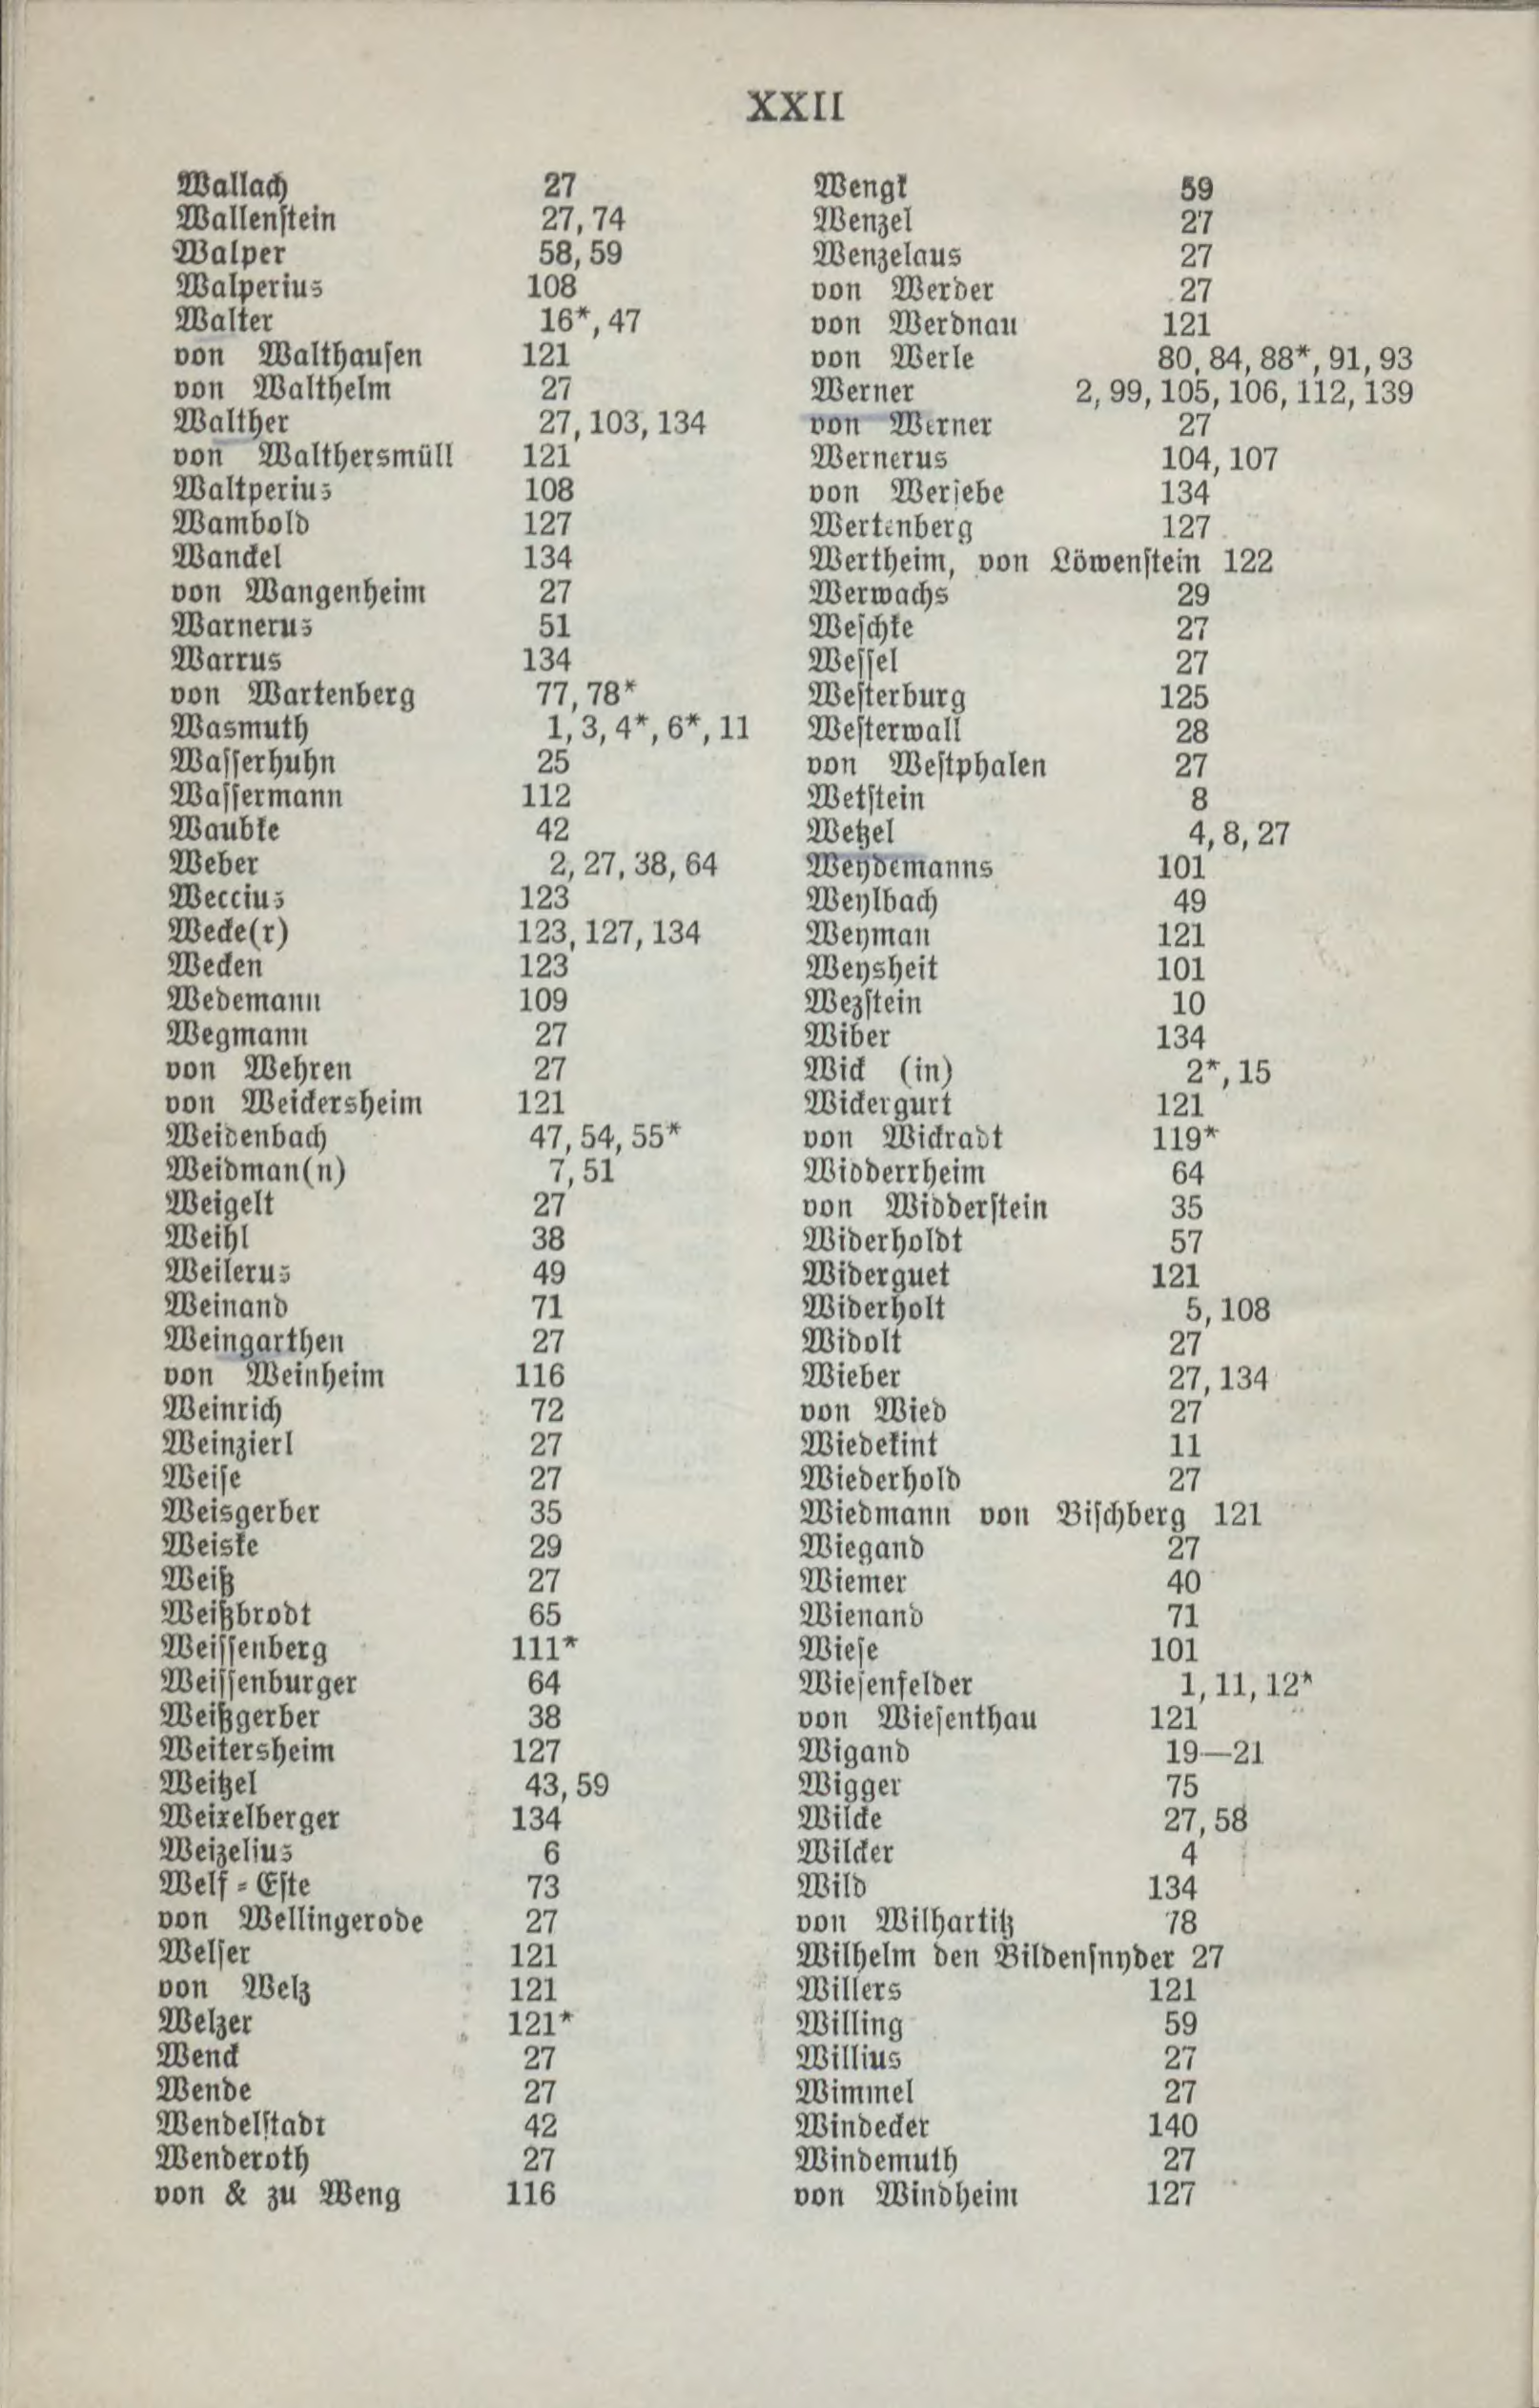 XXII
Wallach 27
Wallenstein 27, 74
Walper 58, 59
Walperius 108
Walter 16*, 47
von Walthausen 121
von Walthelm 27
Walther 27, 103, 134
von Walthersmüll 121
Waltperius 108
Wambold 127
Wandel 134
von Wangenheim 27
Warnerus 51
Warrus 134
von Wartenberg 77, 78*
Wasmuth 1, 3, 4*, 6*, 11
Wasserhuhn 25
Wassermann 112
Waubke 42
Weber 2, 27, 38, 64
Weccius 123
Wecke(r) 123, 127, 134
Wecken 123
Wedemann 109
Wegmann 27
von Wehren 27
von Weickersheim 121
Weidenbach 47, 54, 55*
Weidman(n) 7, 51
Weigelt 27
Weihl 38
Weilerus 49
Weinand 71
Weingarthen 27
von Weinheim 116
Weinrich 72
Weinzierl 27
Weise 27
Weisgerber 35
Weiske 29
Weiß 27
Weißbrodt 65
Weissenberg 111*
Weissenburger 64
Weißgerber 38
Weitersheim 127
Weitzel 43, 59
Weixelberger 134
Weizelius 6
Welf-Este 73
von Wellingerode 27
Welser 121
von Welz 121
Welzer 121*
Wenck 27
Wende 27
Wendelstadt 42
Wenderoth 27
von & zu Weng 116
Wengk 59
Wenzel 27
Wenzelaus 27
von Werder 27
von Werdnau 121
von Werle 80, 84, 88*, 91, 93
Werner 2, 99, 105, 106, 112, 139
von Werner 27
Wernerus 104, 107
von Wersebe 134
Wertenberg 127
Wertheim, von Löwenstein 122
Werwachs 29
Weschke 27
Wessel 27
Westerburg 125
Westerwall 28
von Westphalen 27
Wetstein 8
Wetzel 4, 8, 27
Weydemanns 101
Weylbach 49
Weyman 121
Weysheit 101
Wezstein 10
Wiber 134
Wick (in) 2*, 15
Wickergurt 121
von Wickradt 119*
Widderrheim 64
von Widderstein 35
Widerholdt 57
Widerguet 121
Widerholt 5, 108
Widolt 27
Wieber 27, 134
von Wied 27
Wiedekint 11
Wiederhold 27
Wiedmann von Bischberg 121
Wiegand 27
Wiemer 40
Wienand 71
Wiese 101
Wiesenfelder 1, 11, 12*
von Wiesenthau 121
Wigand 19—21
Wigger 75
Wilcke 27, 58
Wilcker 4
Wild 134
von Wilhartitz 78
Wilhelm den Bildensnyder 27
Willers 121
Willing 59
Willius 27
Wimmel 27
Windecker 140
Windemuth 27
von Windheim 127